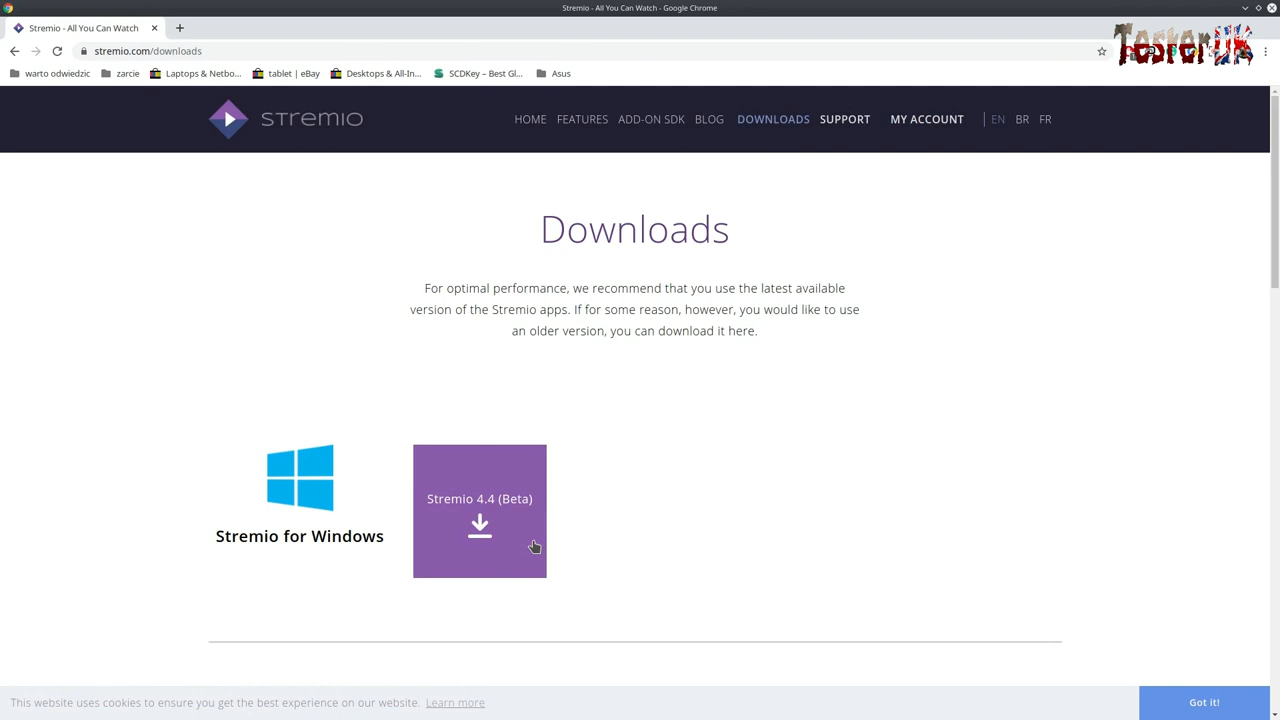 Stremio - All You Can Watch - Google Chrome
Stremio - All You Can Watch
TesterUK
stremio.com/downloads
warto odwiedzic zarcie Laptops & Netbo... tablet | eBay Desktops & All-In... SCDKey – Best Gl... Asus
STREMIO HOME FEATURES ADD-ON SDK BLOG DOWNLOADS SUPPORT MY ACCOUNT EN BR FR
Downloads
For optimal performance, we recommend that you use the latest available
version of the Stremio apps. If for some reason, however, you would like to use
an older version, you can download it here.
Stremio 4.4 (Beta)
Stremio for Windows
This website uses cookies to ensure you get the best experience on our website. Learn more
Got it!